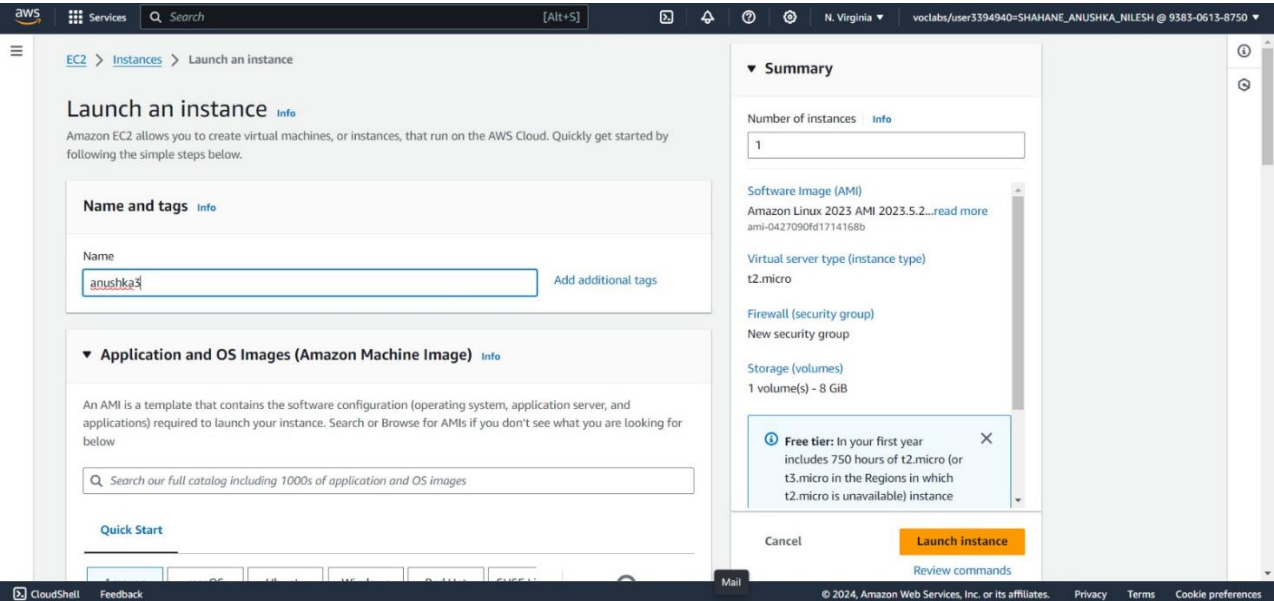 aws
Services
Search
[Alt+S]
N. Virginia
voclabs/user3394940=SHAHANE_ANUSHKA_NILESH @ 9383-0613-8750
EC2 > Instances > Launch an instance
Launch an instance Info
Amazon EC2 allows you to create virtual machines, or instances, that run on the AWS Cloud. Quickly get started by
following the simple steps below.
Name and tags Info
Name
anushka3
Add additional tags
Application and OS Images (Amazon Machine Image) Info
An AMI is a template that contains the software configuration (operating system, application server, and
applications) required to launch your instance. Search or Browse for AMIs if you don't see what you are looking for
below
Search our full catalog including 1000s of application and OS images
Quick Start
Summary
Number of instances Info
1
Software Image (AMI)
Amazon Linux 2023 AMI 2023.5.2...read more
ami-0427090fd1714168b
Virtual server type (instance type)
t2.micro
Firewall (security group)
New security group
Storage (volumes)
1 volume(s) - 8 GiB
Free tier: In your first year
includes 750 hours of t2.micro (or
t3.micro in the Regions in which
t2.micro is unavailable) instance
Cancel
Launch instance
Review commands
Mail
CloudShell
Feedback
© 2024, Amazon Web Services, Inc. or its affiliates.
Privacy
Terms
Cookie preferences